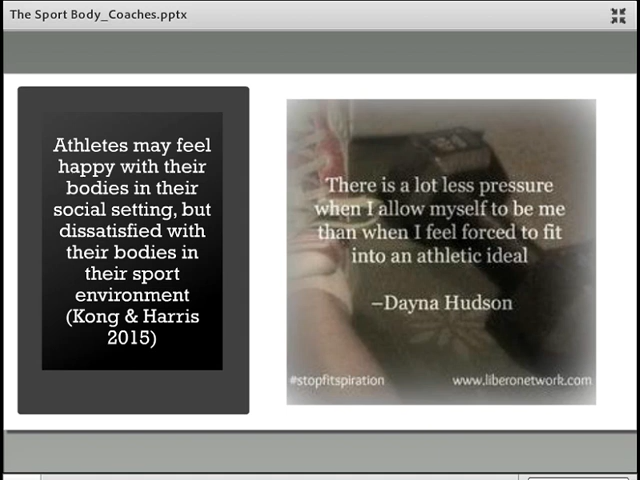 The Sport Body_Coaches.pptx
Athletes may feel
happy with their
bodies in their
social setting, but
dissatisfied with
their bodies in
their sport
environment
(Kong & Harris
2015)
There is a lot less pressure
when I allow myself to be me
than when I feel forced to fit
into an athletic ideal
–Dayna Hudson
#stopfitspiration
www.liberonetwork.com